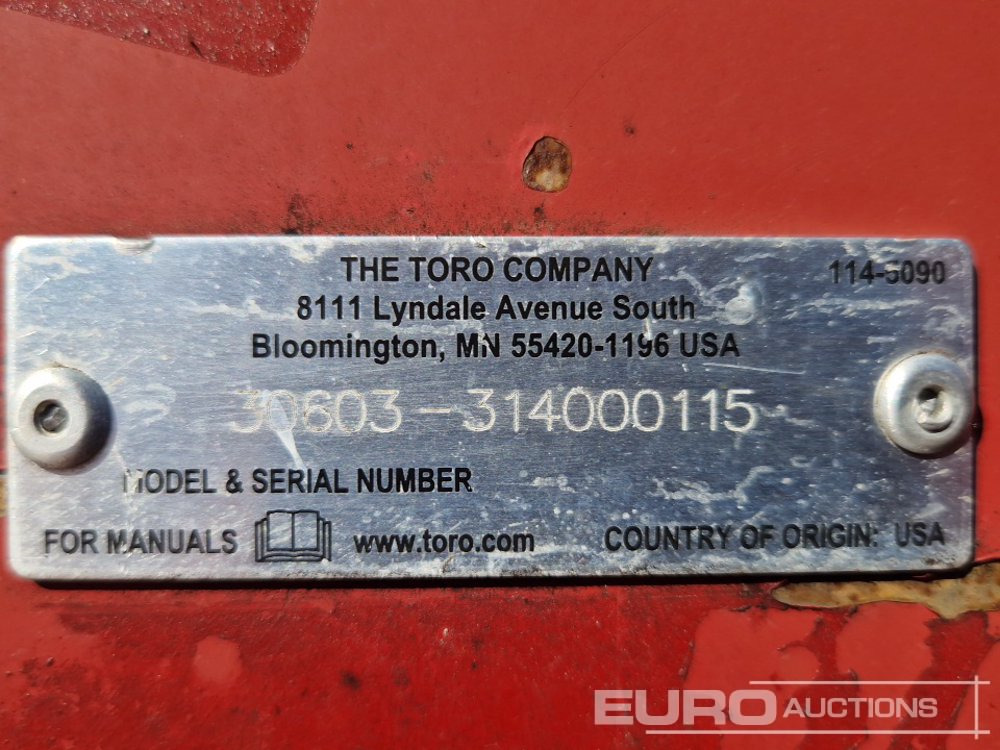 THE TORO COMPANY 114-5090
8111 Lyndale Avenue South
Bloomington, MN 55420-1196 USA
30603-314000115
MODEL & SERIAL NUMBER
FOR MANUALS www.toro.com COUNTRY OF ORIGIN: USA
EURO AUCTIONS